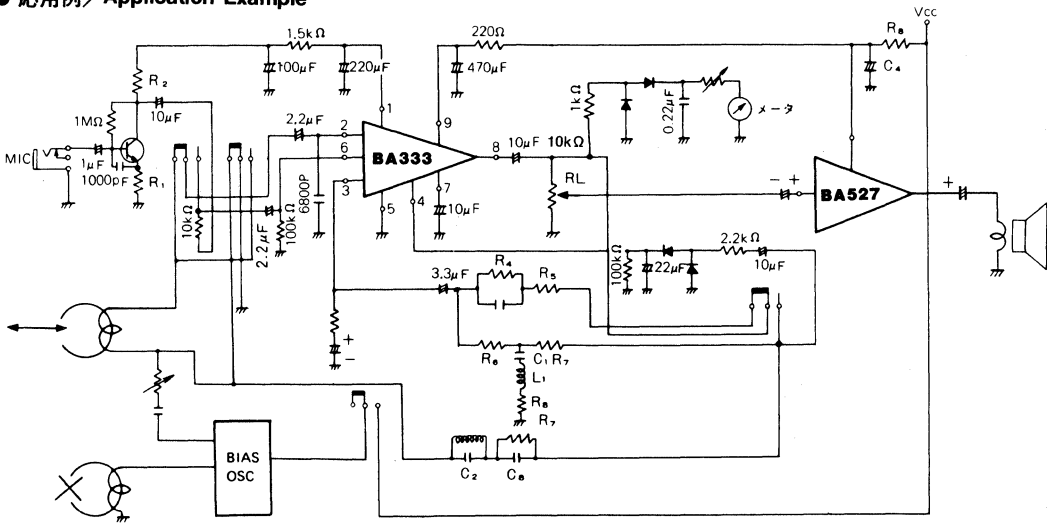 ● 応用例／Application Example
Vcc
1.5kΩ
220Ω
R₈
100μF
220μF
470μF
C₄
R₂
10μF
1MΩ
1
9
1kΩ
0.22μF
メータ
2.2μF
2
6
3
BA333
8
10μF
10kΩ
MIC
1μF
1000pF
R₁
7
10μF
5
4
6800P
RL
- +
BA527
+
10kΩ
2.2μF
100kΩ
100kΩ
22μF
2.2kΩ
10μF
3.3μF
R₄
R₅
+
-
R₆
C₁
R₇
L₁
R₈
R₇
BIAS
OSC
C₂
C₈